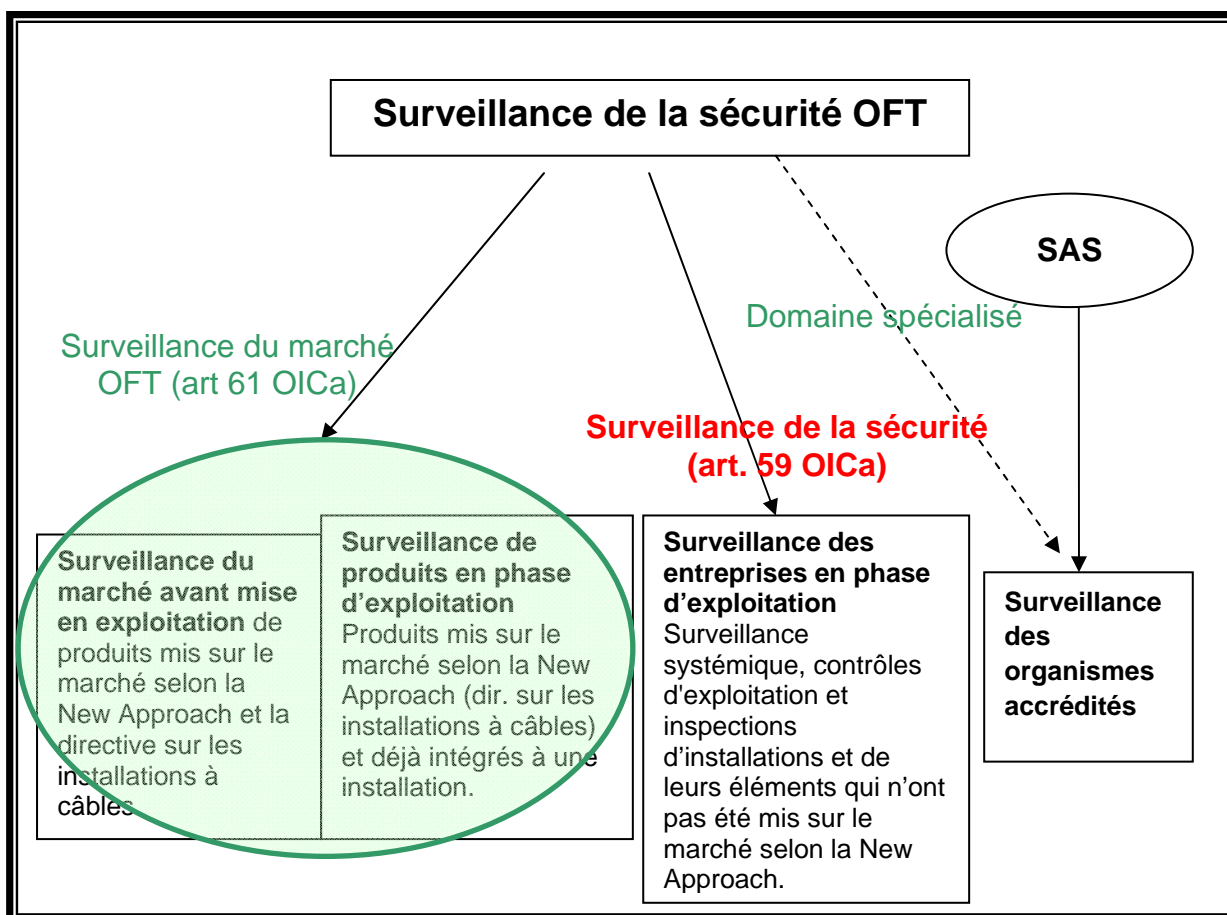 Surveillance de la sécurité OFT
SAS
Domaine spécialisé
Surveillance du marché
OFT (art 61 OICa)
Surveillance de la sécurité
(art. 59 OICa)
Surveillance du
marché avant mise
en exploitation de
produits mis sur le
marché selon la
New Approach et la
directive sur les
installations à
câbles.
Surveillance de
produits en phase
d’exploitation
Produits mis sur le
marché selon la New
Approach (dir. sur les
installations à câbles)
et déjà intégrés à une
installation.
Surveillance des
entreprises en phase
d’exploitation
Surveillance
systémique, contrôles
d'exploitation et
inspections
d’installations et de
leurs éléments qui n’ont
pas été mis sur le
marché selon la New
Approach.
Surveillance
des
organismes
accrédités